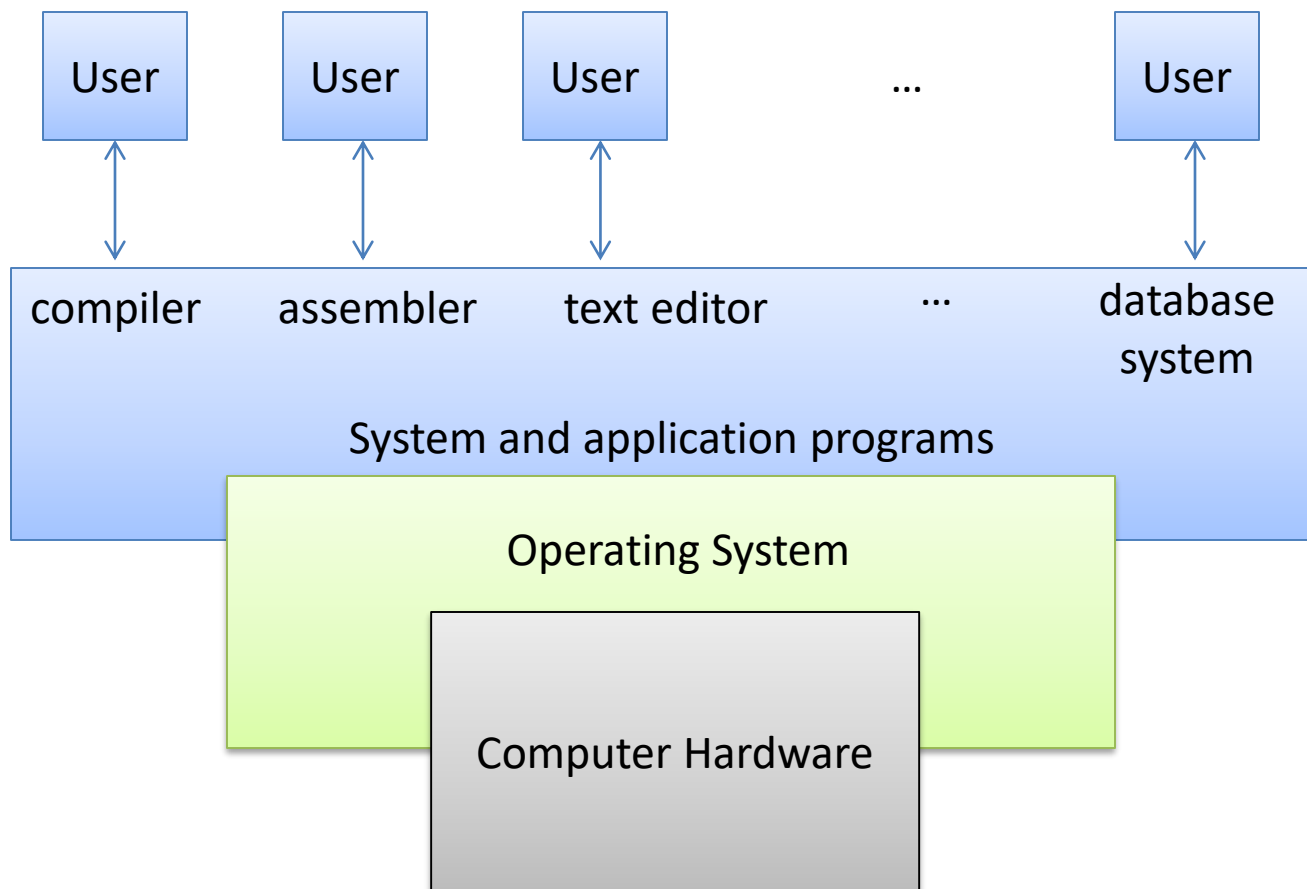 User User User … User
compiler assembler text editor … database
system
System and application programs
Operating System
Computer Hardware